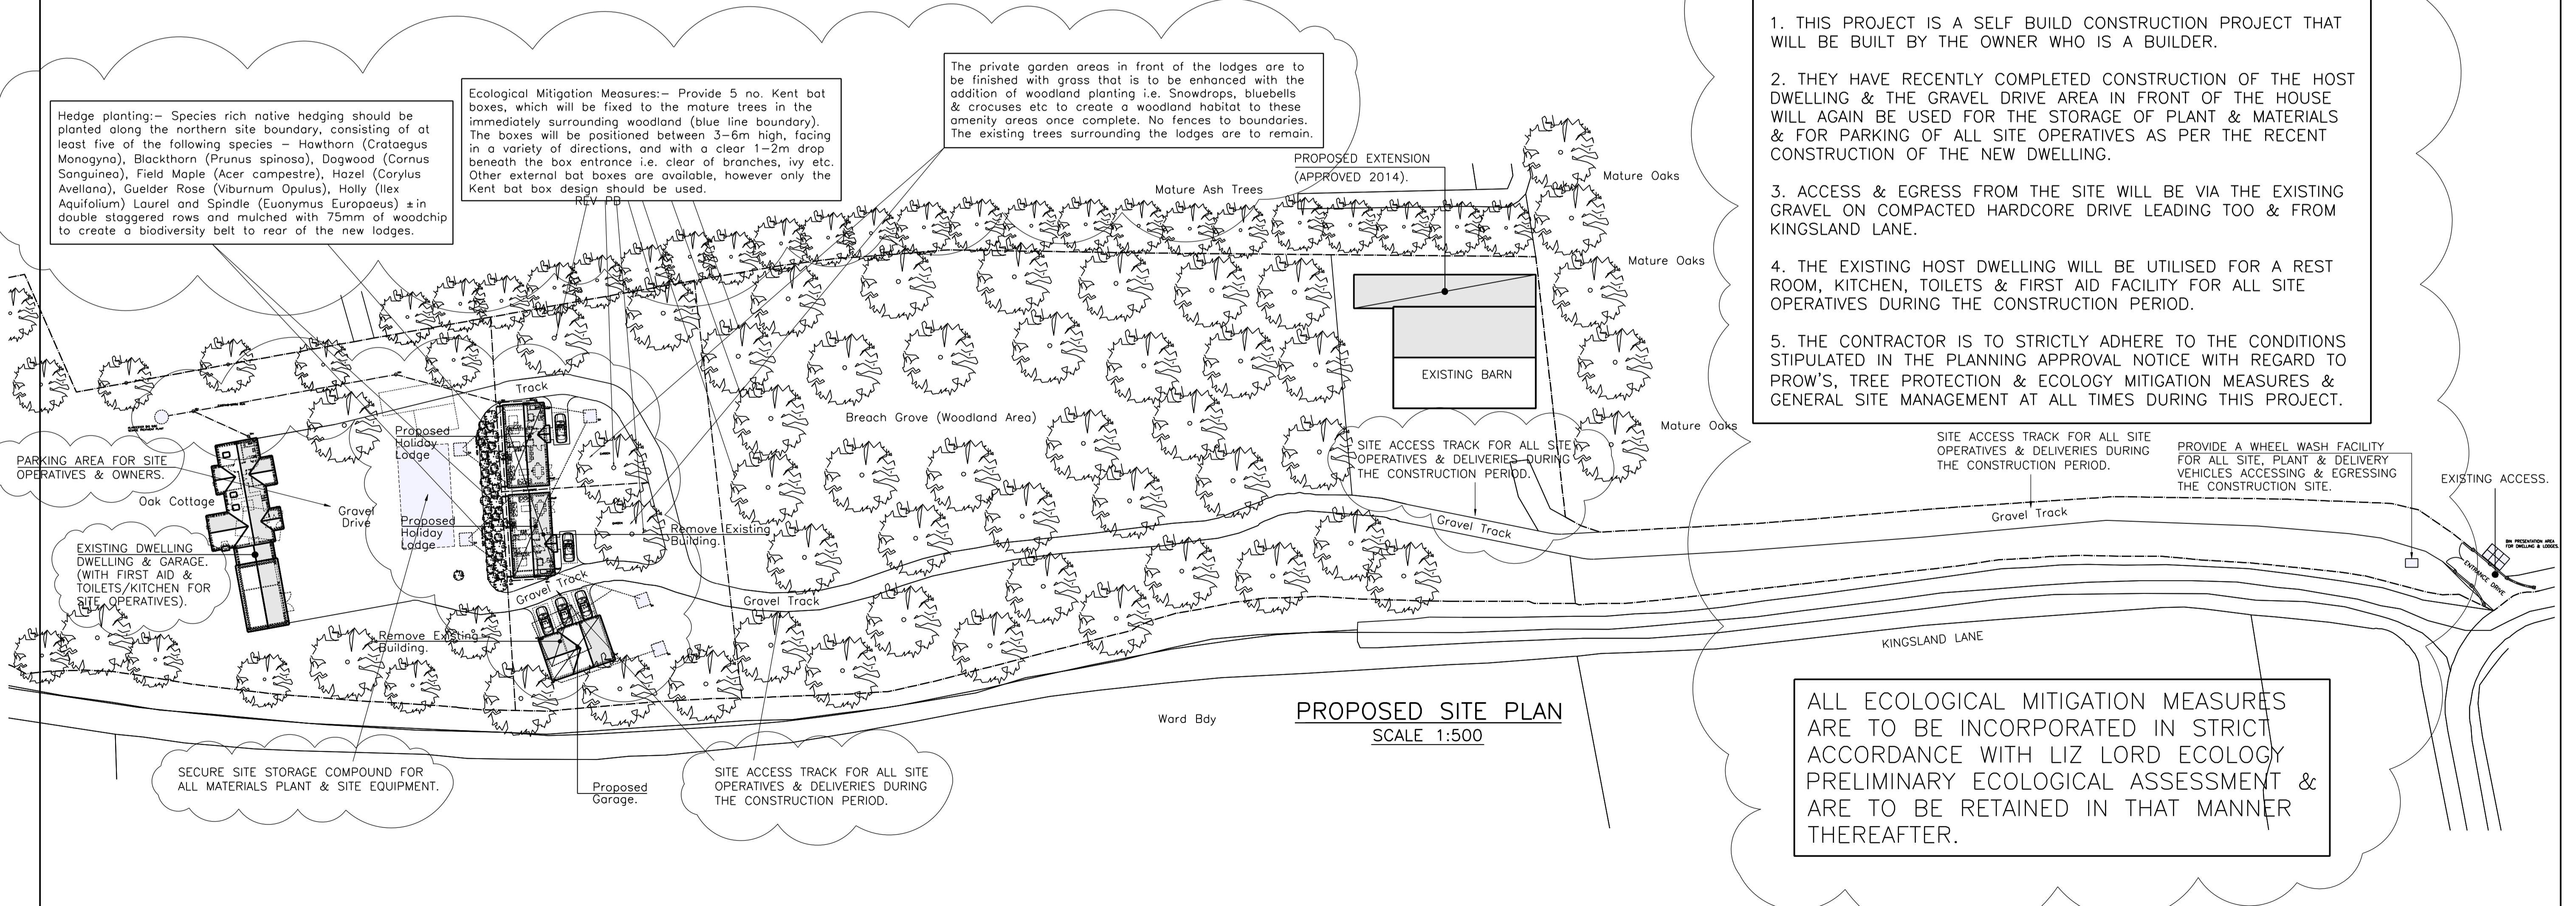 Hedge planting:- Species rich native hedging should be
planted along the northern site boundary, consisting of at
least five of the following species - Hawthorn (Crataegus
Monogyna), Blackthorn (Prunus spinosa), Dogwood (Cornus
Sanguinea), Field Maple (Acer campestre), Hazel (Corylus
Avellana), Guelder Rose (Viburnum Opulus), Holly (Ilex
Aquifolium) Laurel and Spindle (Euonymus Europaeus) ±in
double staggered rows and mulched with 75mm of woodchip
to create a biodiversity belt to rear of the new lodges.
Ecological Mitigation Measures:- Provide 5 no. Kent bat
boxes, which will be fixed to the mature trees in the
immediately surrounding woodland (blue line boundary).
The boxes will be positioned between 3-6m high, facing
in a variety of directions, and with a clear 1-2m drop
beneath the box entrance i.e. clear of branches, ivy etc.
Other external bat boxes are available, however only the
Kent bat box design should be used.
REV PB
The private garden areas in front of the lodges are to
be finished with grass that is to be enhanced with the
addition of woodland planting i.e. Snowdrops, bluebells
& crocuses etc to create a woodland habitat to these
amenity areas once complete. No fences to boundaries.
The existing trees surrounding the lodges are to remain.
PROPOSED EXTENSION
(APPROVED 2014).
Mature Ash Trees
Mature Oaks
Mature Oaks
Mature Oaks
1. THIS PROJECT IS A SELF BUILD CONSTRUCTION PROJECT THAT
WILL BE BUILT BY THE OWNER WHO IS A BUILDER.
2. THEY HAVE RECENTLY COMPLETED CONSTRUCTION OF THE HOST
DWELLING & THE GRAVEL DRIVE AREA IN FRONT OF THE HOUSE
WILL AGAIN BE USED FOR THE STORAGE OF PLANT & MATERIALS
& FOR PARKING OF ALL SITE OPERATIVES AS PER THE RECENT
CONSTRUCTION OF THE NEW DWELLING.
3. ACCESS & EGRESS FROM THE SITE WILL BE VIA THE EXISTING
GRAVEL ON COMPACTED HARDCORE DRIVE LEADING TOO & FROM
KINGSLAND LANE.
4. THE EXISTING HOST DWELLING WILL BE UTILISED FOR A REST
ROOM, KITCHEN, TOILETS & FIRST AID FACILITY FOR ALL SITE
OPERATIVES DURING THE CONSTRUCTION PERIOD.
5. THE CONTRACTOR IS TO STRICTLY ADHERE TO THE CONDITIONS
STIPULATED IN THE PLANNING APPROVAL NOTICE WITH REGARD TO
PROW'S, TREE PROTECTION & ECOLOGY MITIGATION MEASURES &
GENERAL SITE MANAGEMENT AT ALL TIMES DURING THIS PROJECT.
EXISTING BARN
Track
Breach Grove (Woodland Area)
Proposed
Holiday
Lodge
Proposed
Holiday
Lodge
PARKING AREA FOR SITE
OPERATIVES & OWNERS.
Oak Cottage
Gravel
Drive
Remove Existing
Building.
EXISTING DWELLING
DWELLING & GARAGE.
(WITH FIRST AID &
TOILETS/KITCHEN FOR
SITE OPERATIVES).
Gravel Track
Gravel Track
Remove Existing
Building.
SITE ACCESS TRACK FOR ALL SITE
OPERATIVES & DELIVERIES DURING
THE CONSTRUCTION PERIOD.
Gravel Track
SITE ACCESS TRACK FOR ALL SITE
OPERATIVES & DELIVERIES DURING
THE CONSTRUCTION PERIOD.
Gravel Track
PROVIDE A WHEEL WASH FACILITY
FOR ALL SITE, PLANT & DELIVERY
VEHICLES ACCESSING & EGRESSING
THE CONSTRUCTION SITE.
EXISTING ACCESS.
BIN PRESENTATION AREA
FOR DWELLING & LODGES.
ENTRANCE DRIVE
KINGSLAND LANE
Ward Bdy
PROPOSED SITE PLAN
SCALE 1:500
SECURE SITE STORAGE COMPOUND FOR
ALL MATERIALS PLANT & SITE EQUIPMENT.
Proposed
Garage.
SITE ACCESS TRACK FOR ALL SITE
OPERATIVES & DELIVERIES DURING
THE CONSTRUCTION PERIOD.
ALL ECOLOGICAL MITIGATION MEASURES
ARE TO BE INCORPORATED IN STRICT
ACCORDANCE WITH LIZ LORD ECOLOGY
PRELIMINARY ECOLOGICAL ASSESSMENT &
ARE TO BE RETAINED IN THAT MANNER
THEREAFTER.